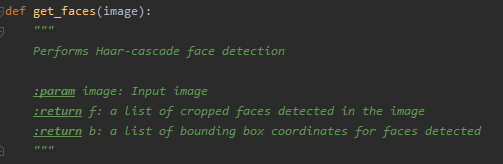 def get_faces(image):
"""
Performs Haar-cascade face detection
:param image: Input image
:return f: a list of cropped faces detected in the image
:return b: a list of bounding box coordinates for faces detected
"""